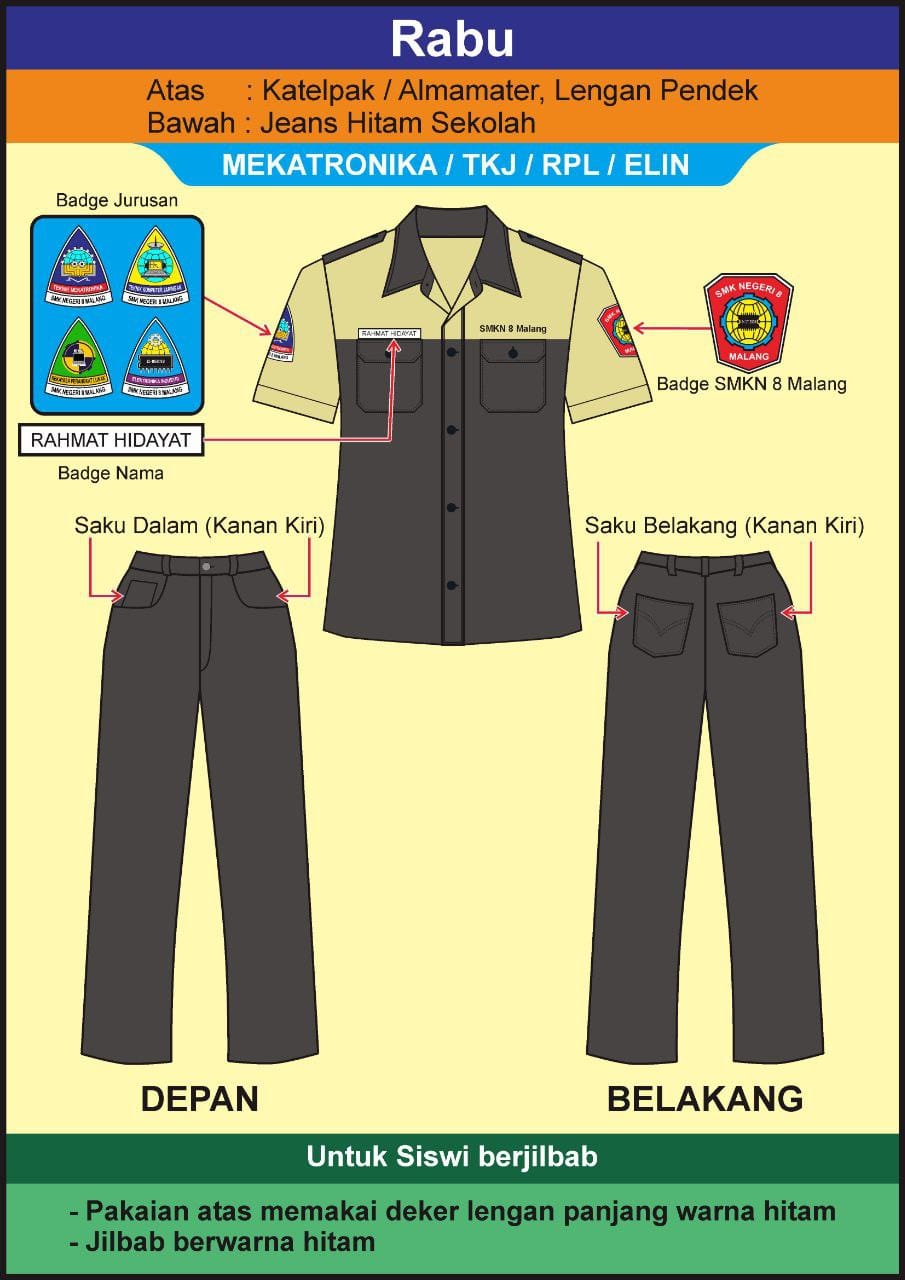 Rabu
Atas : Katelpak / Almamater, Lengan Pendek
Bawah : Jeans Hitam Sekolah
MEKATRONIKA / TKJ / RPL / ELIN
Badge Jurusan
TEKNIK MEKATRONIKA
SMK NEGERI 8 MALANG
TEKNIK KOMPUTER JARINGAN
SMK NEGERI 8 MALANG
REKAYASA PERANGKAT LUNAK
SMK NEGERI 8 MALANG
ELEKTRONIKA INDUSTRI
SMK NEGERI 8 MALANG
RAHMAT HIDAYAT
SMKN 8 Malang
SMK NEGERI 8
MALANG
Badge SMKN 8 Malang
RAHMAT HIDAYAT
Badge Nama
Saku Dalam (Kanan Kiri)
Saku Belakang (Kanan Kiri)
DEPAN
BELAKANG
Untuk Siswi berjilbab
- Pakaian atas memakai deker lengan panjang warna hitam
- Jilbab berwarna hitam